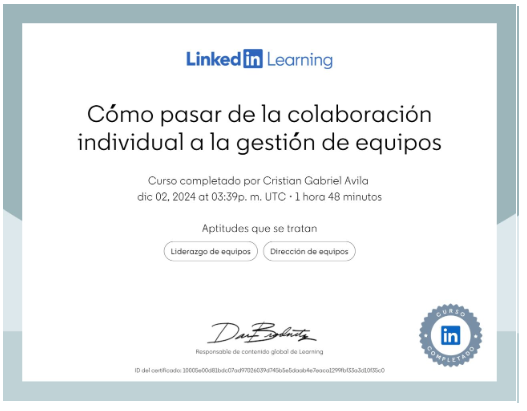 LinkedIn Learning
Cómo pasar de la colaboración
individual a la gestión de equipos
Curso completado por Cristian Gabriel Avila
dic 02, 2024 at 03:39p. m. UTC • 1 hora 48 minutos
Aptitudes que se tratan
Liderazgo de equipos Dirección de equipos
Responsable de contenido global de Learning
CURSO
in
COMPLETADO
ID del certificado: